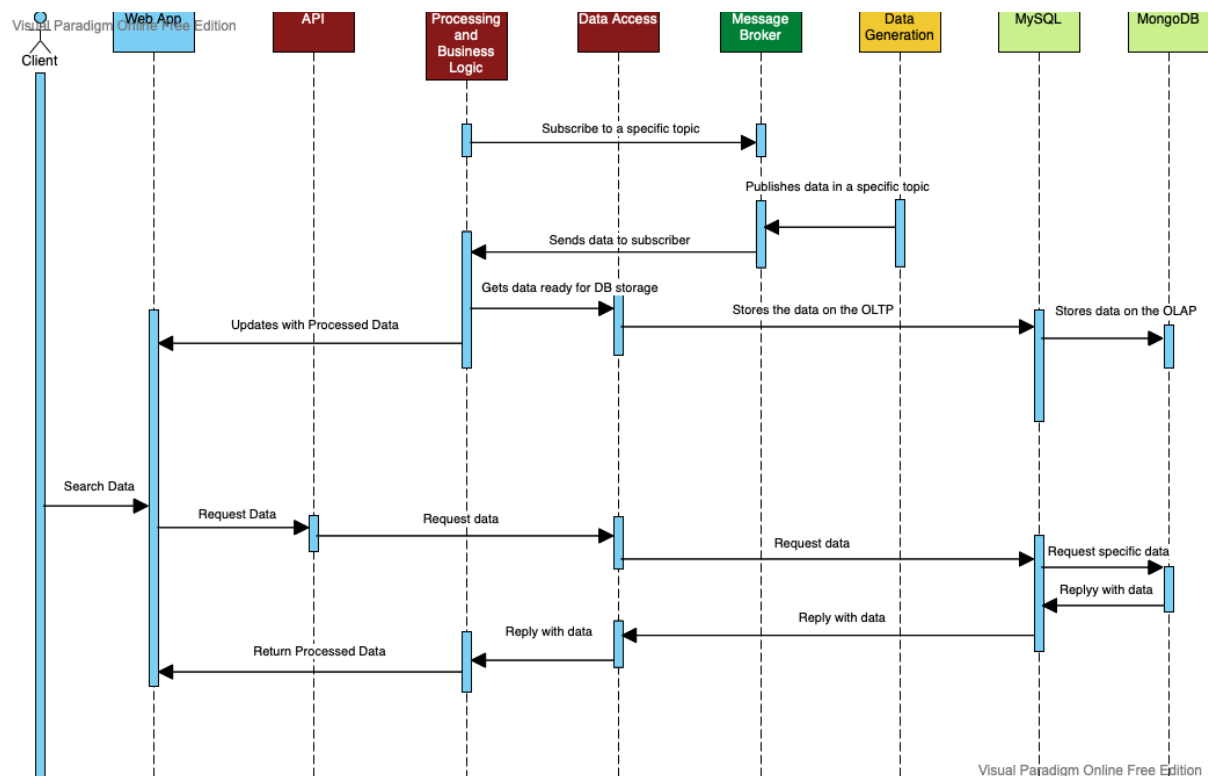 Visual Paradigm Online Free Edition
Web App
API
Processing
and
Business
Logic
Data Access
Message
Broker
Data
Generation
MySQL
MongoDB
Client
Subscribe to a specific topic
Publishes data in a specific topic
Sends data to subscriber
Gets data ready for DB storage
Stores the data on the OLTP
Stores data on the OLAP
Updates with Processed Data
Search Data
Request Data
Request data
Request data
Request specific data
Replyy with data
Reply with data
Reply with data
Return Processed Data
Visual Paradigm Online Free Edition